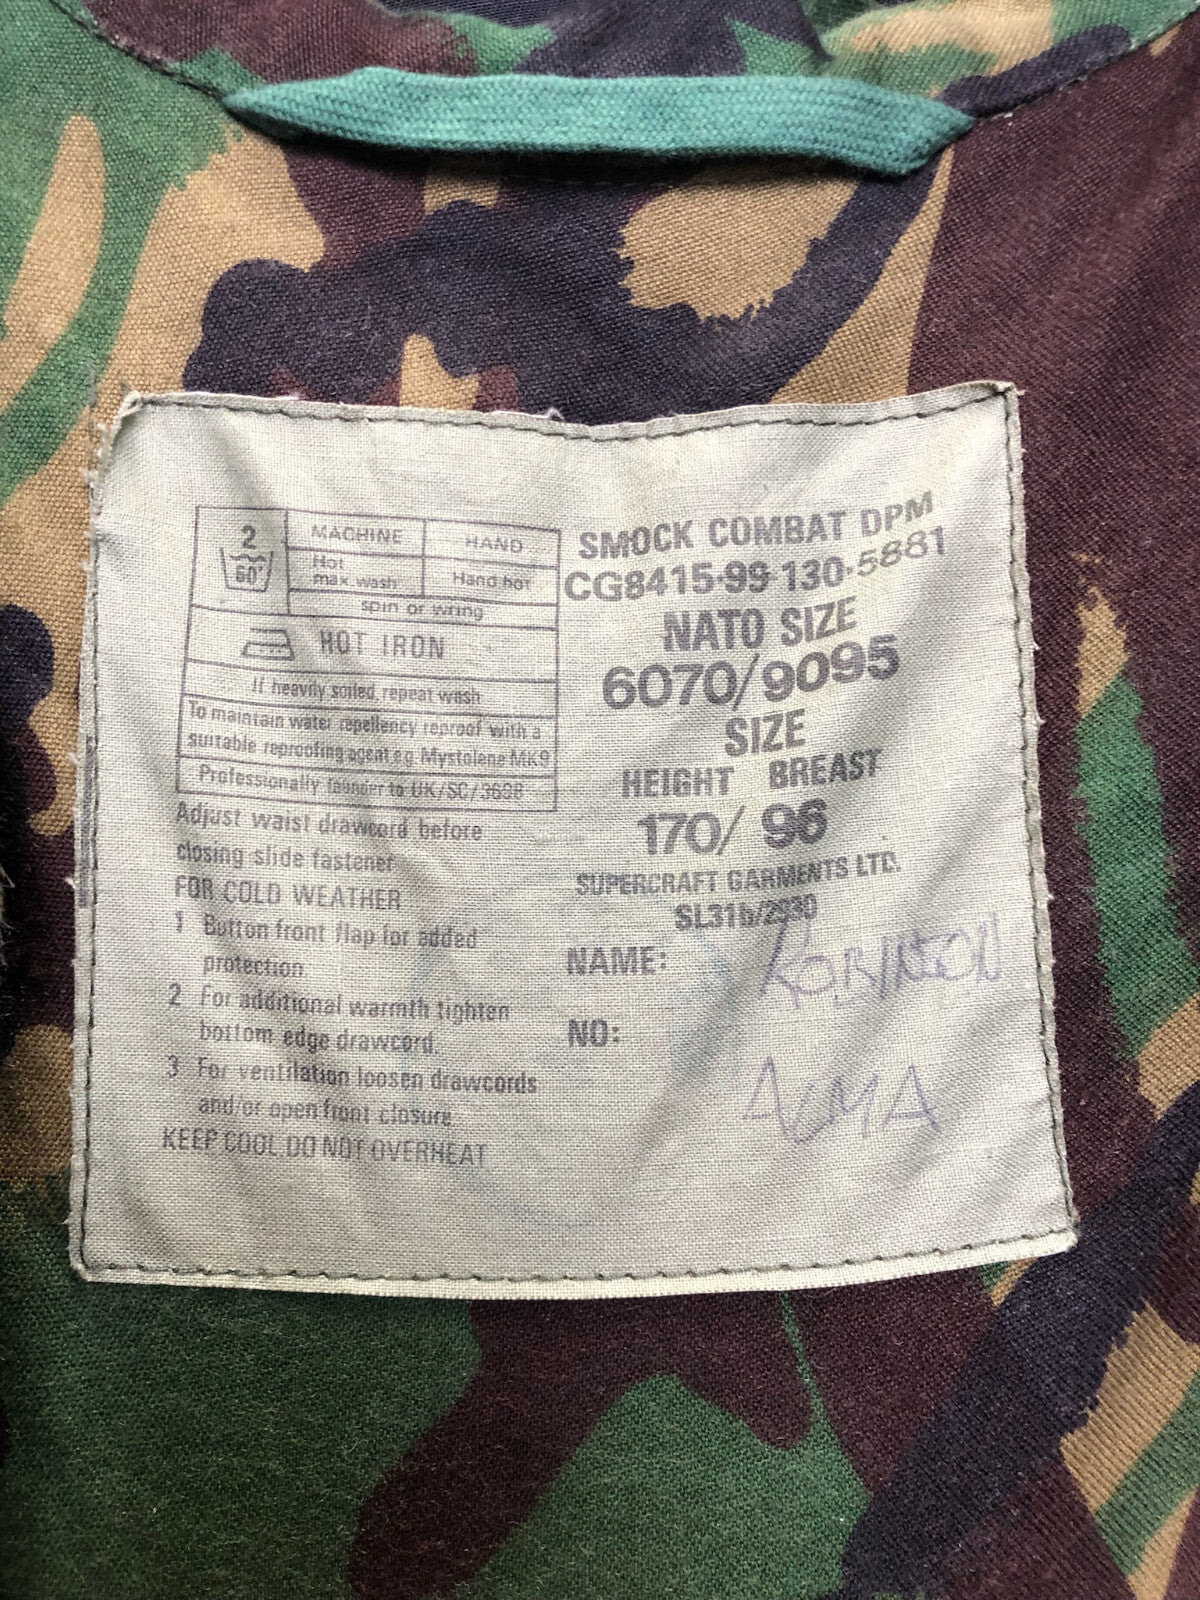 2
60°
MACHINE
HAND
Hot
max wash
Hand hot
spin or wring
HOT IRON
If heavily soiled, repeat wash
To maintain water repellency reproof with a
suitable reproofing agent eg Mystolene MK9
Professionally launder to UK/SC/3608
Adjust waist drawcord before
closing slide fastener
FOR COLD WEATHER
1 Button front flap for added
protection
2 For additional warmth tighten
bottom edge drawcord.
3 For ventilation loosen drawcords
and/or open front closure
KEEP COOL DO NOT OVERHEAT
SMOCK COMBAT DPM
CG8415-99-130-5881
NATO SIZE
6070/9095
SIZE
HEIGHT BREAST
170/ 96
SUPERCRAFT GARMENTS LTD.
SL31b/2930
NAME: ROBINSON
NO:
ALMA